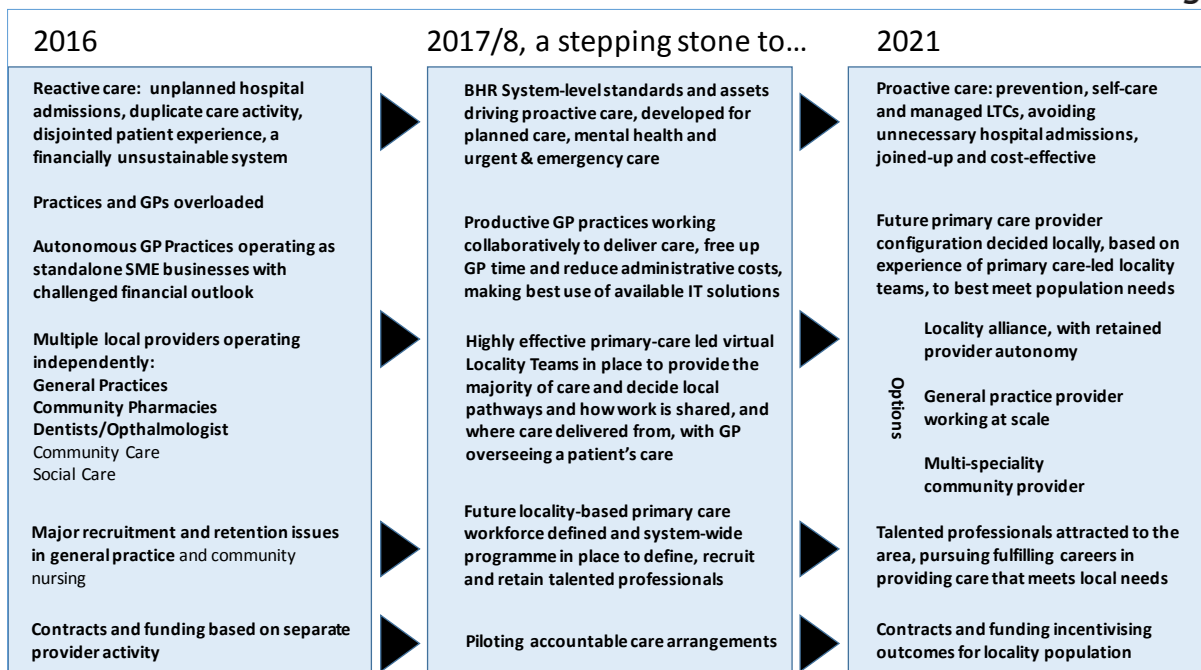 2016
Reactive care: unplanned hospital
admissions, duplicate care activity,
disjointed patient experience, a
financially unsustainable system
Practices and GPs overloaded
Autonomous GP Practices operating as
standalone SME businesses with
challenged financial outlook
Multiple local providers operating
independently:
General Practices
Community Pharmacies
Dentists/Opthalmologist
Community Care
Social Care
Major recruitment and retention issues
in general practice and community
nursing
Contracts and funding based on separate
provider activity
2017/8, a stepping stone to…
BHR System-level standards and assets
driving proactive care, developed for
planned care, mental health and
urgent & emergency care
Productive GP practices working
collaboratively to deliver care, free up
GP time and reduce administrative costs,
making best use of available IT solutions
Highly effective primary-care led virtual
Locality Teams in place to provide the
majority of care and decide local
pathways and how work is shared, and
where care delivered from, with GP
overseeing a patient's care
Future locality-based primary care
workforce defined and system-wide
programme in place to define, recruit
and retain talented professionals
Piloting accountable care arrangements
2021
Proactive care: prevention, self-care
and managed LTCs, avoiding
unnecessary hospital admissions,
joined-up and cost-effective
Future primary care provider
configuration decided locally, based on
experience of primary care-led locality
teams, to best meet population needs
Options
Locality alliance, with retained
provider autonomy
General practice provider
working at scale
Multi-speciality
community provider
Talented professionals attracted to the
area, pursuing fulfilling careers in
providing care that meets local needs
Contracts and funding incentivising
outcomes for locality population